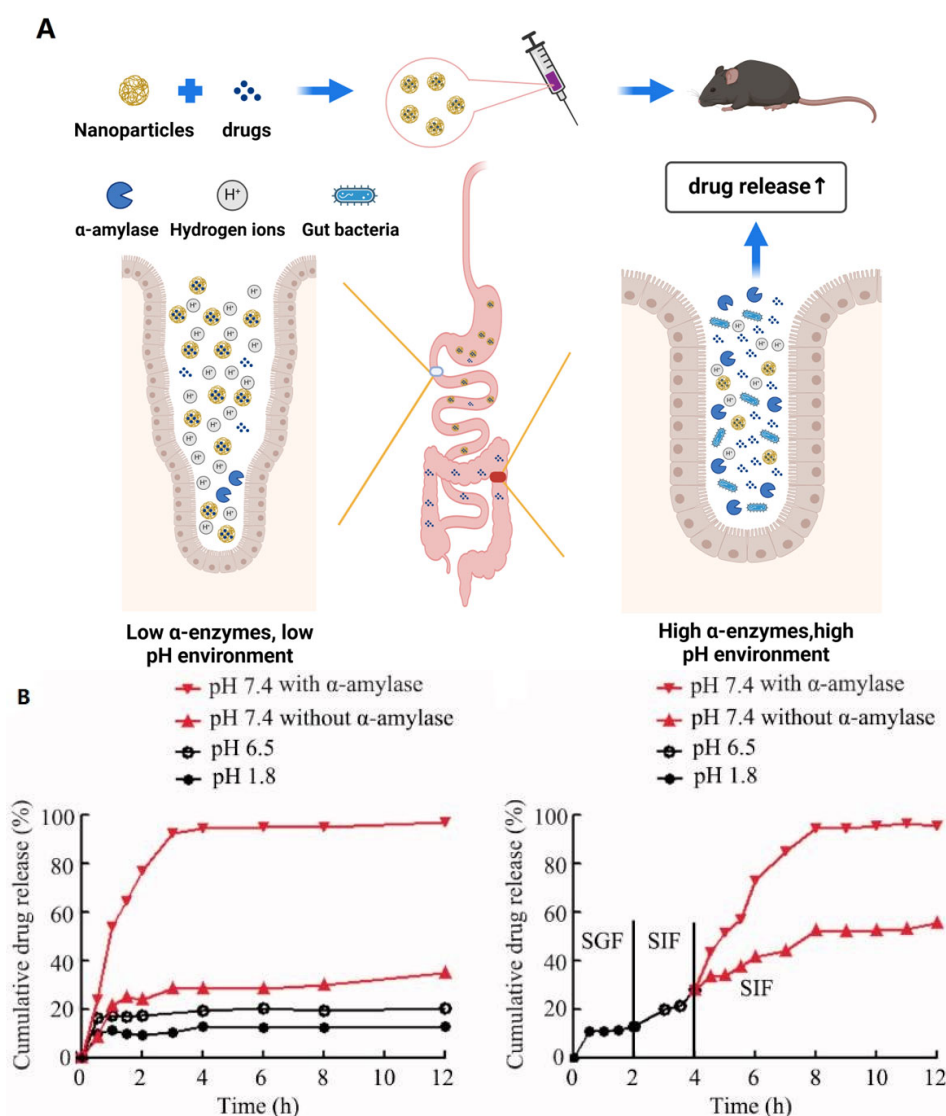 A
Nanoparticles drugs
drug release↑
H⁺
α-amylase Hydrogen ions Gut bacteria
H⁺ H⁺ H⁺ H⁺ H⁺ H⁺ H⁺ H⁺ H⁺ H⁺ H⁺ H⁺ H⁺ H⁺ H⁺ H⁺ H⁺
Low α-enzymes, low
pH environment
High α-enzymes,high
pH environment
B
pH 7.4 with α-amylase
pH 7.4 without α-amylase
pH 6.5
pH 1.8
Cumulative drug release (%)
100
80
60
40
20
0
0 2 4 6 8 10 12
Time (h)
pH 7.4 with α-amylase
pH 7.4 without α-amylase
pH 6.5
pH 1.8
Cumulative drug release (%)
100
80
60
40
20
0
SGF SIF
SIF
0 2 4 6 8 10 12
Time (h)